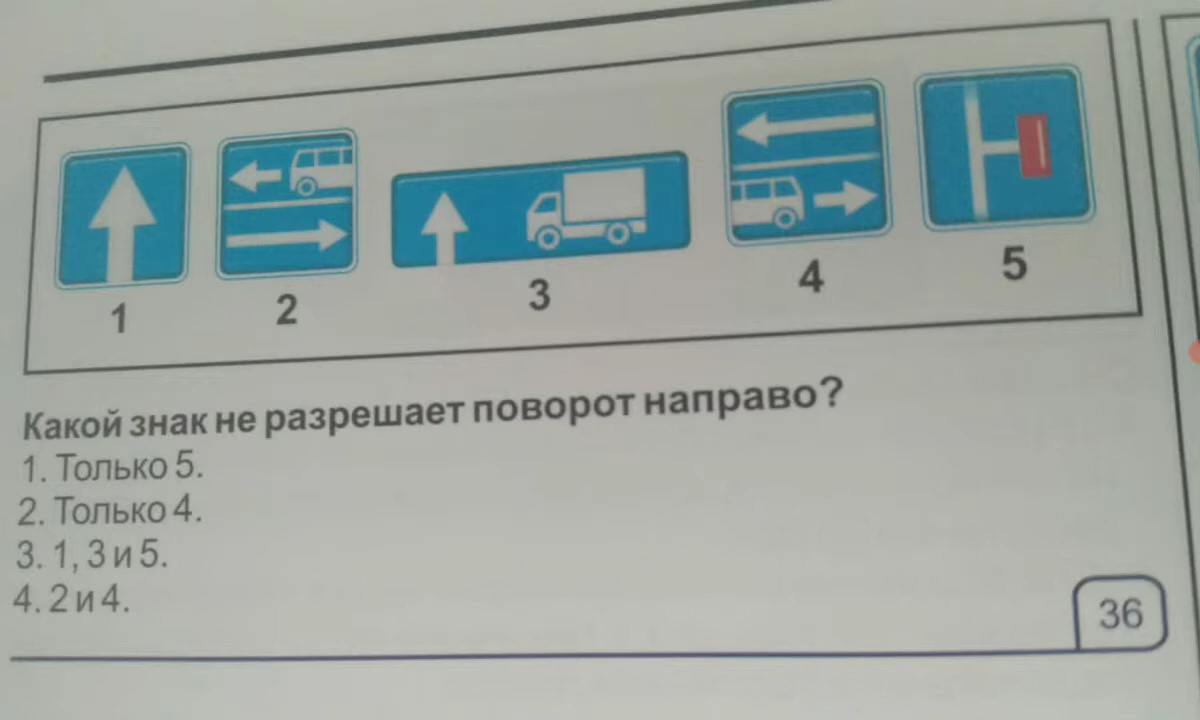 1 2 3 4 5
Какой знак не разрешает поворот направо?
1. Только 5.
2. Только 4.
3. 1, 3 и 5.
4. 2 и 4.
36